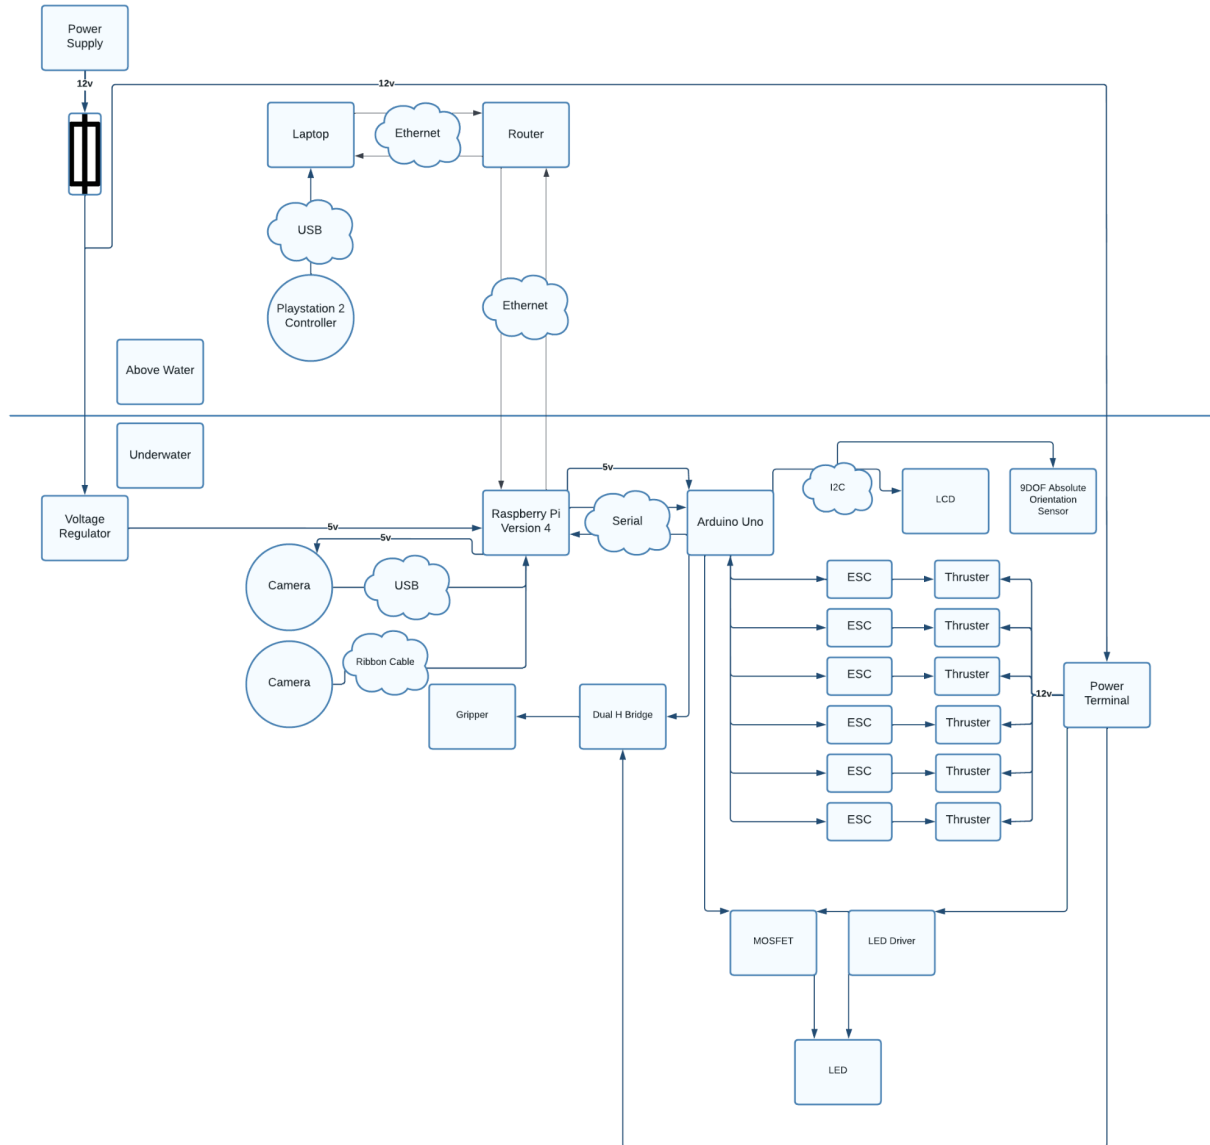 Power
Supply
12v
12v
Laptop
Ethernet
Router
USB
Playstation 2
Controller
Ethernet
Above Water
Underwater
Voltage
Regulator
5v
5v
Raspberry Pi
Version 4
5v
Serial
Arduino Uno
I2C
LCD
9DOF Absolute
Orientation
Sensor
Camera
USB
Camera
Ribbon Cable
Gripper
Dual H Bridge
ESC
Thruster
ESC
Thruster
ESC
Thruster
ESC
Thruster
ESC
Thruster
ESC
Thruster
12v
Power
Terminal
MOSFET
LED Driver
LED